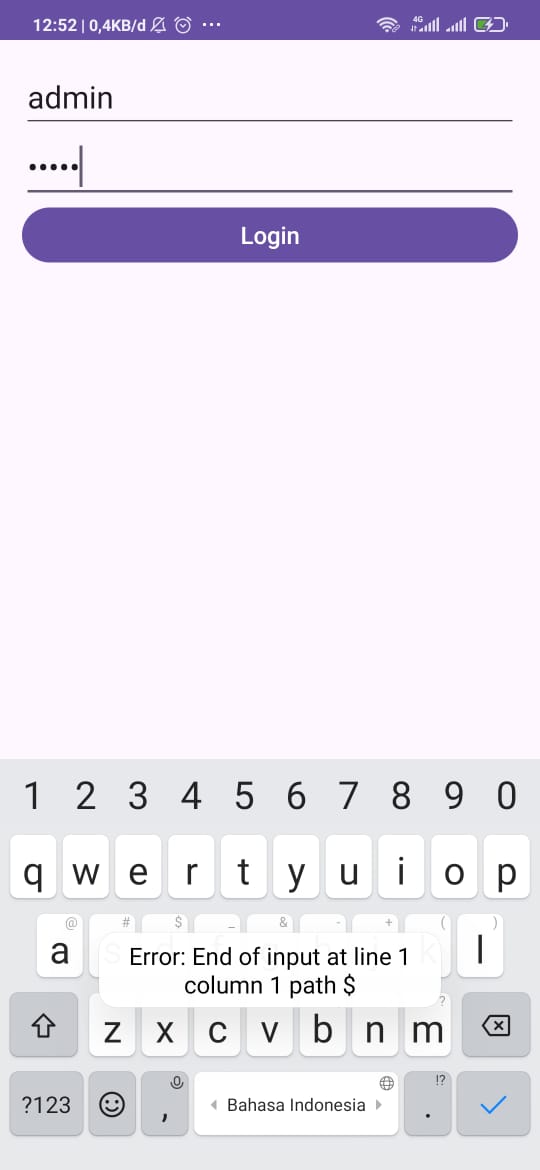 12:52 | 0,4KB/d ...
4G
admin
•••••
Login
1 2 3 4 5 6 7 8 9 0
q w e r t y u i o p
@ # $ _ & - + ( )
a l
Error: End of input at line 1
column 1 path $
?
z x c v b n m
!?
?123 , Bahasa Indonesia .